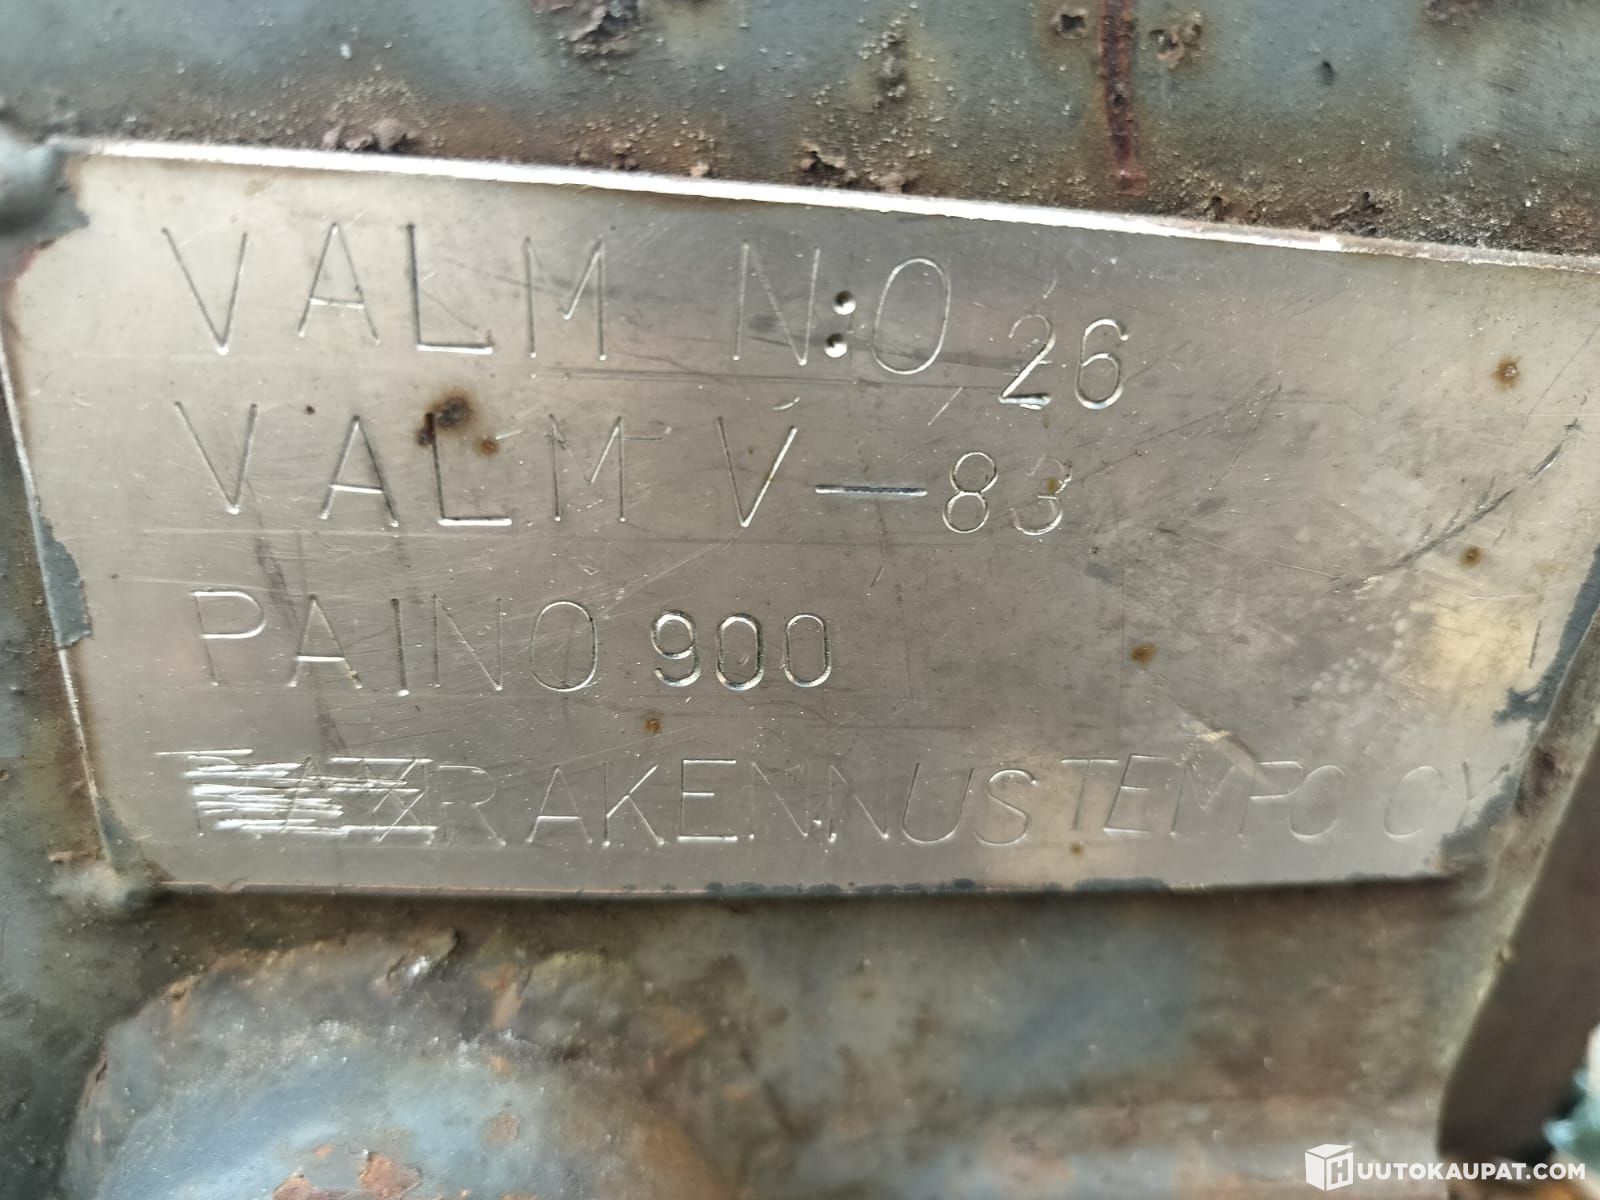 VALM N:O 26
VALM V-83
PAINO 900
RAKENNUSTEMPO OY
HUUTOKAUPAT.COM